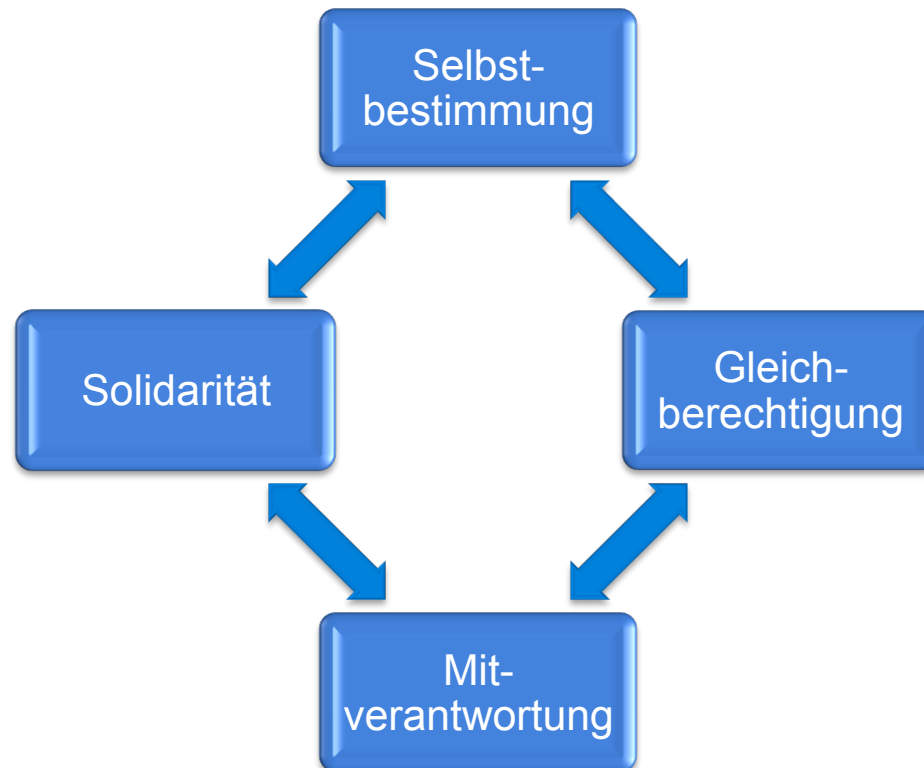 Selbst-
bestimmung
Solidarität
Gleich-
berechtigung
Mit-
verantwortung